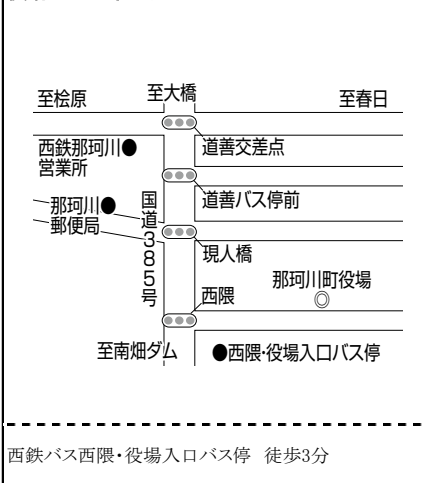 至桧原
至大橋
至春日
西鉄那珂川●
営業所
道善交差点
那珂川●
郵便局
国道385号
道善バス停前
現人橋
那珂川町役場
◎
西隈
至南畑ダム
●西隈・役場入口バス停
西鉄バス西隈・役場入口バス停 徒歩3分